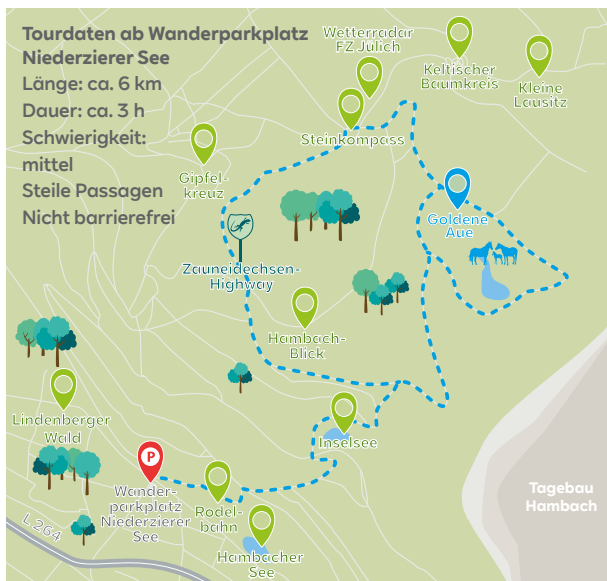 Tourdaten ab Wanderparkplatz
Niederzierer See
Länge: ca. 6 km
Dauer: ca. 3 h
Schwierigkeit:
mittel
Steile Passagen
Nicht barrierefrei
Wetterradar
FZ Jülich
Keltischer
Baumkreis
Kleine
Lausitz
Steinkompass
Gipfel-
kreuz
Goldene
Aue
Zauneidechsen-
Highway
Hambach-
Blick
Lindenberger
Wald
Inselsee
P
Wander-
parkplatz
Niederzierer
See
Rodel-
bahn
Hambacher
See
Tagebau
Hambach
L 264